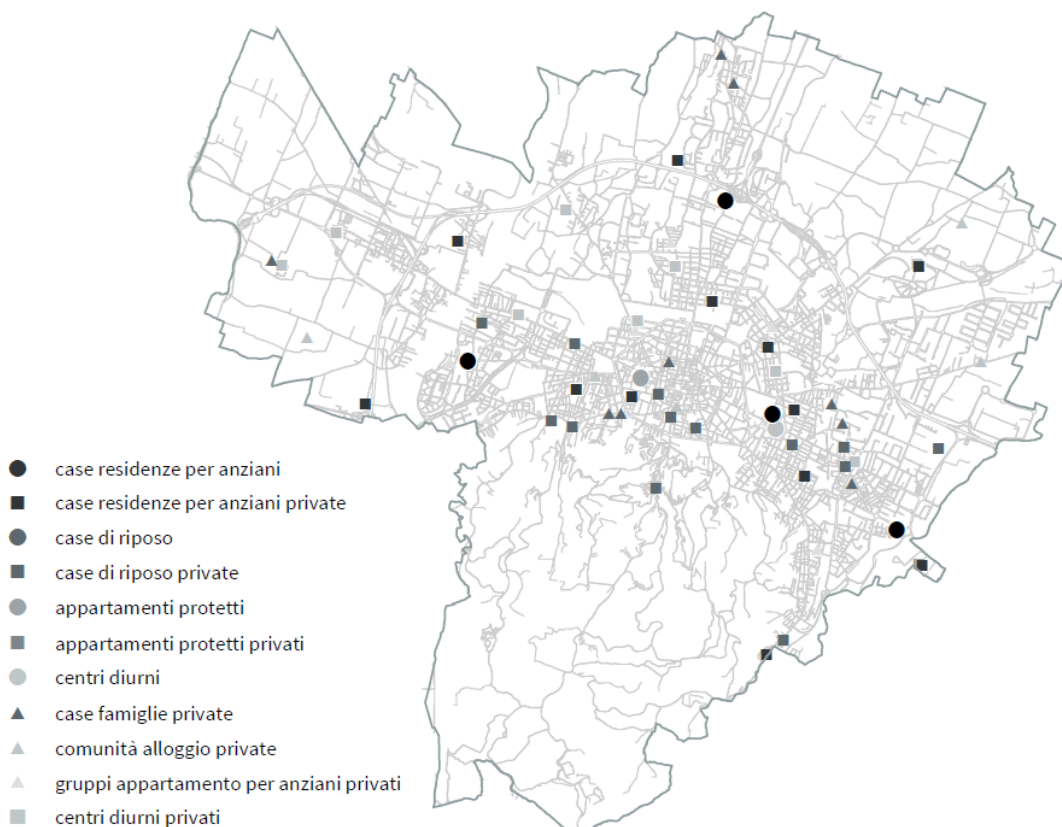 case residenze per anziani
case residenze per anziani private
case di riposo
case di riposo private
appartamenti protetti
appartamenti protetti privati
centri diurni
case famiglie private
comunità alloggio private
gruppi appartamento per anziani privati
centri diurni privati